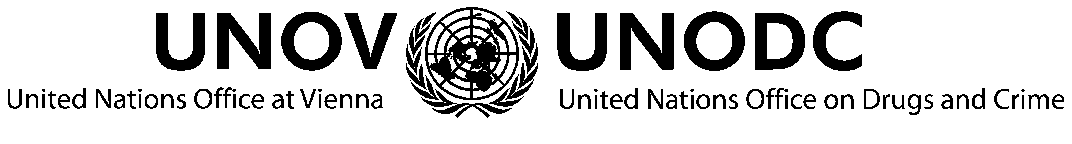 UNOV UNODC
United Nations Office at Vienna United Nations Office on Drugs and Crime